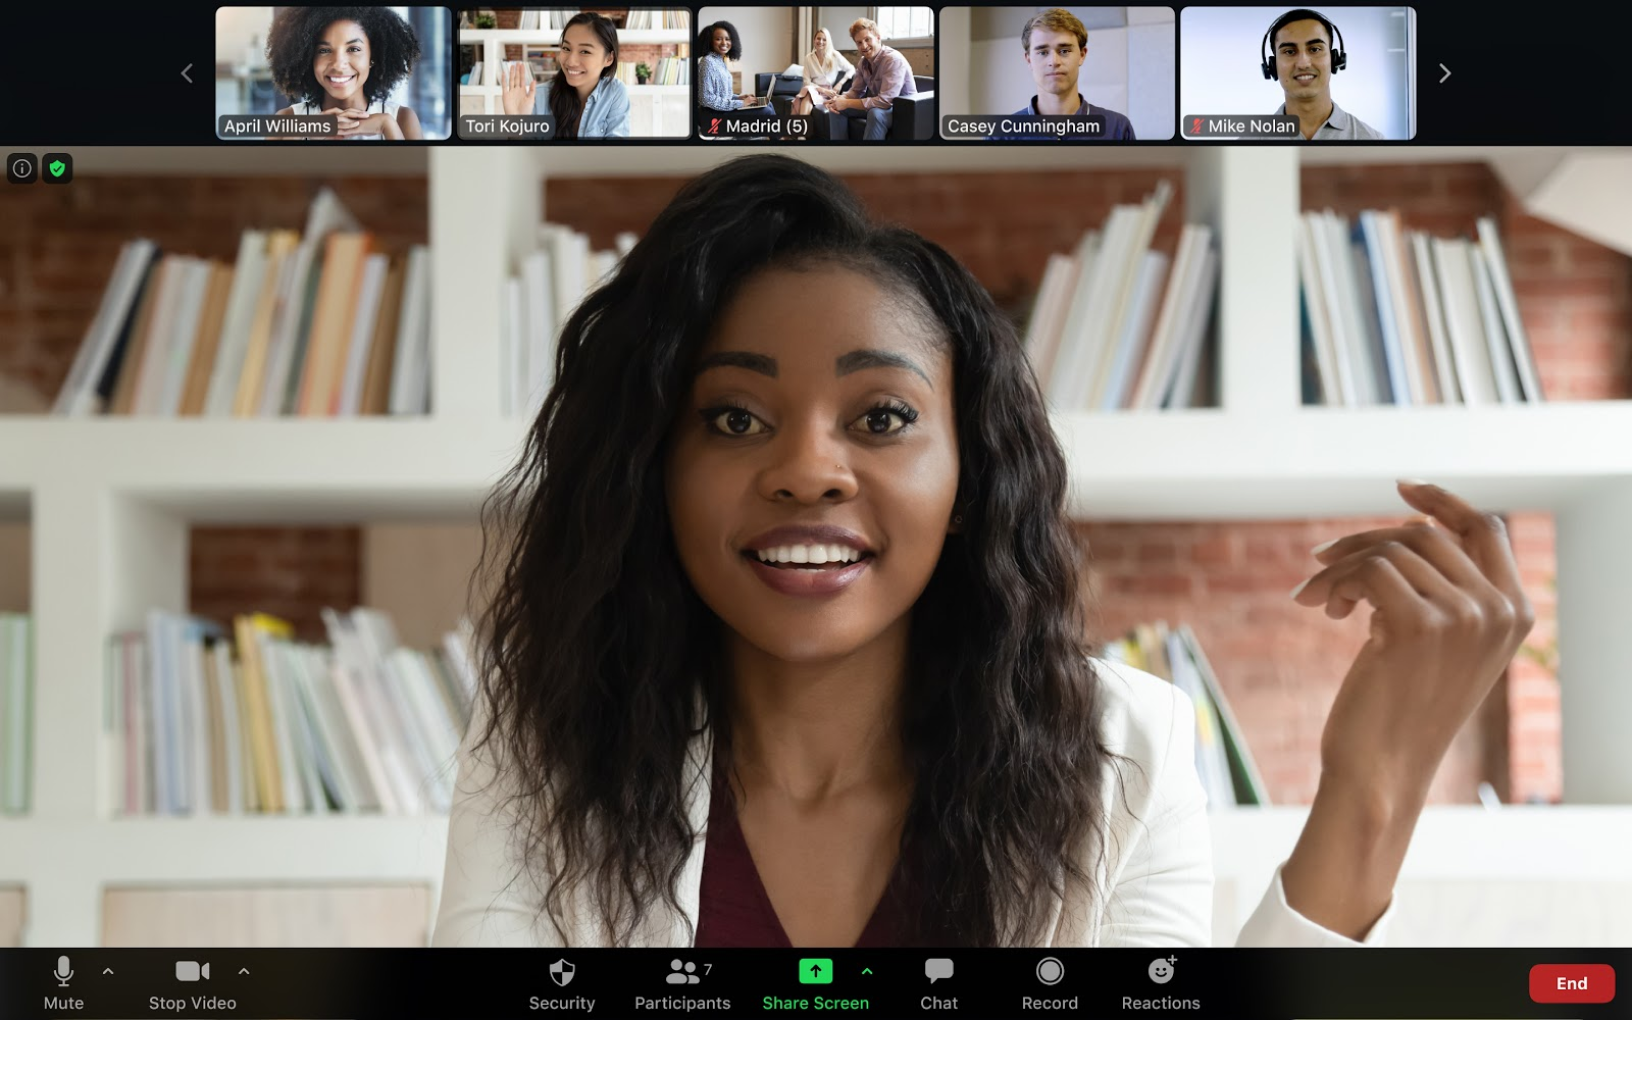 April Williams
Tori Kojuro
Madrid (5)
Casey Cunningham
Mike Nolan
7
Mute
Stop Video
Security
Participants
Share Screen
Chat
Record
Reactions
End